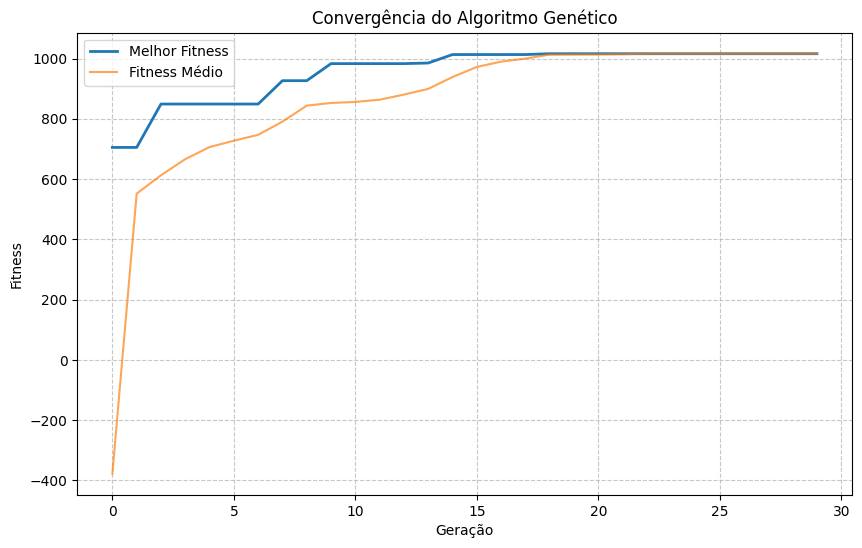 Convergência do Algoritmo Genético
Melhor Fitness
Fitness Médio
1000
800
600
400
200
0
−200
−400
Fitness
0 5 10 15 20 25 30
Geração